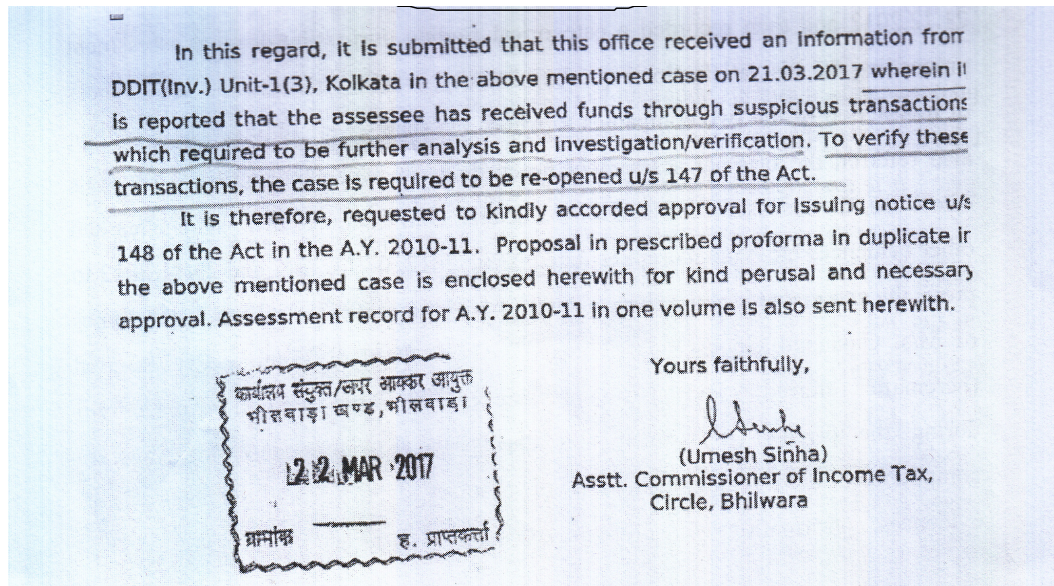 In this regard, it is submitted that this office received an information from
DDIT(Inv.) Unit-1(3), Kolkata in the above mentioned case on 21.03.2017 wherein it
is reported that the assessee has received funds through suspicious transactions
which required to be further analysis and investigation/verification. To verify these
transactions, the case is required to be re-opened u/s 147 of the Act.
It is therefore, requested to kindly accorded approval for issuing notice u/s
148 of the Act in the A.Y. 2010-11. Proposal in prescribed proforma in duplicate in
the above mentioned case is enclosed herewith for kind perusal and necessary
approval. Assessment record for A.Y. 2010-11 in one volume is also sent herewith.
Yours faithfully,
(Umesh Sinha)
Asstt. Commissioner of Income Tax,
Circle, Bhilwara
कार्यालय संयुक्त/अपर आयकर आयुक्त
भीलवाड़ा खण्ड, भीलवाड़ा
22 MAR 2017
क्रमांक ह. प्राप्तकर्ता